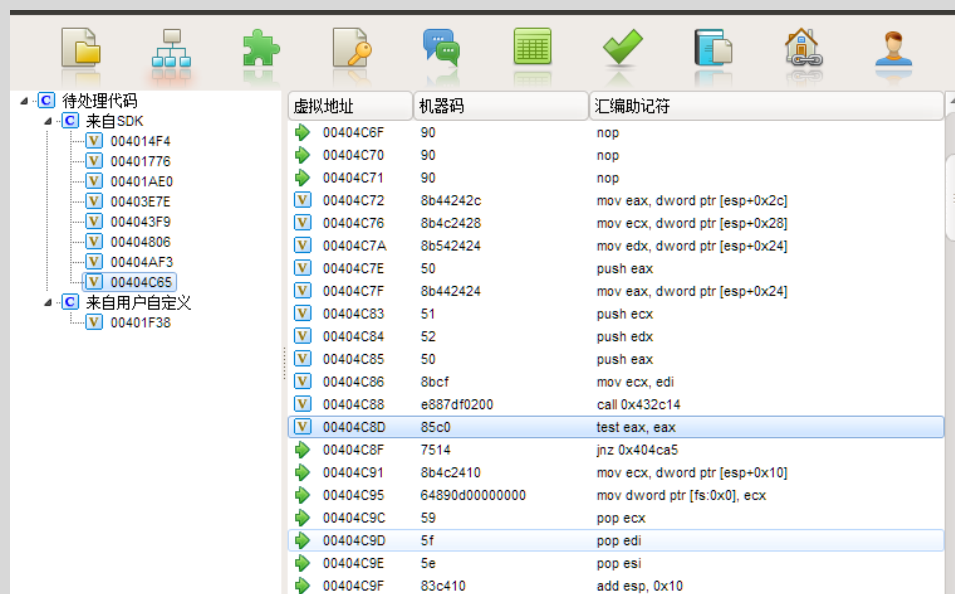 待处理代码
来自SDK
004014F4
00401776
00401AE0
00403E7E
004043F9
00404806
00404AF3
00404C65
来自用户自定义
00401F38
虚拟地址 机器码 汇编助记符
00404C6F 90 nop
00404C70 90 nop
00404C71 90 nop
00404C72 8b44242c mov eax, dword ptr [esp+0x2c]
00404C76 8b4c2428 mov ecx, dword ptr [esp+0x28]
00404C7A 8b542424 mov edx, dword ptr [esp+0x24]
00404C7E 50 push eax
00404C7F 8b442424 mov eax, dword ptr [esp+0x24]
00404C83 51 push ecx
00404C84 52 push edx
00404C85 50 push eax
00404C86 8bcf mov ecx, edi
00404C88 e887df0200 call 0x432c14
00404C8D 85c0 test eax, eax
00404C8F 7514 jnz 0x404ca5
00404C91 8b4c2410 mov ecx, dword ptr [esp+0x10]
00404C95 64890d00000000 mov dword ptr [fs:0x0], ecx
00404C9C 59 pop ecx
00404C9D 5f pop edi
00404C9E 5e pop esi
00404C9F 83c410 add esp, 0x10